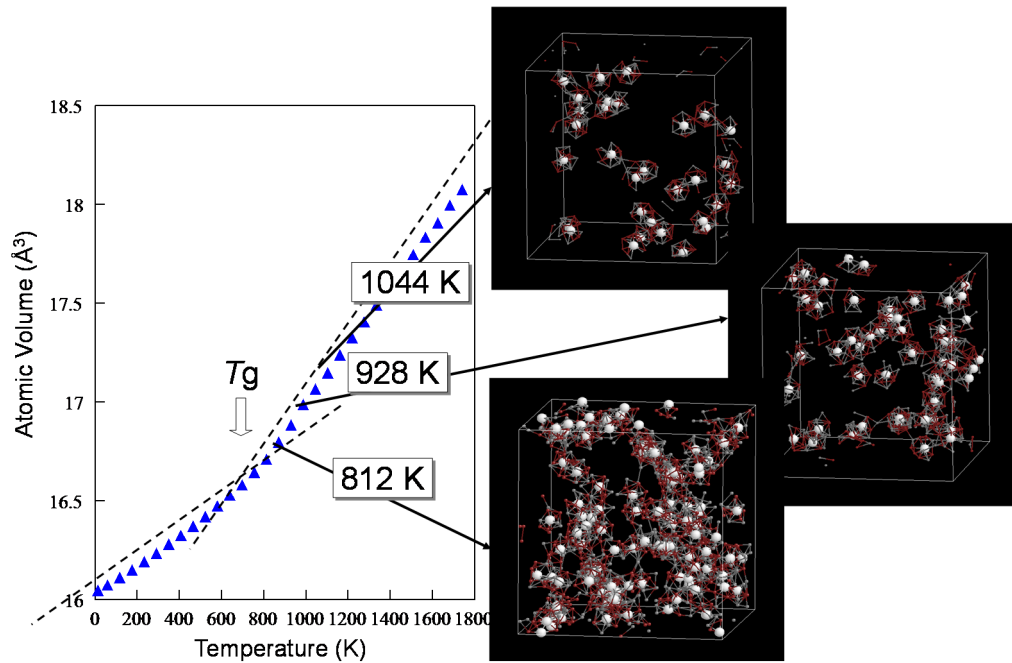 18.5
18
17.5
17
16.5
16
Atomic Volume (Å³)
Tg
1044 K
928 K
812 K
0 200 400 600 800 1000 1200 1400 1600 1800
Temperature (K)